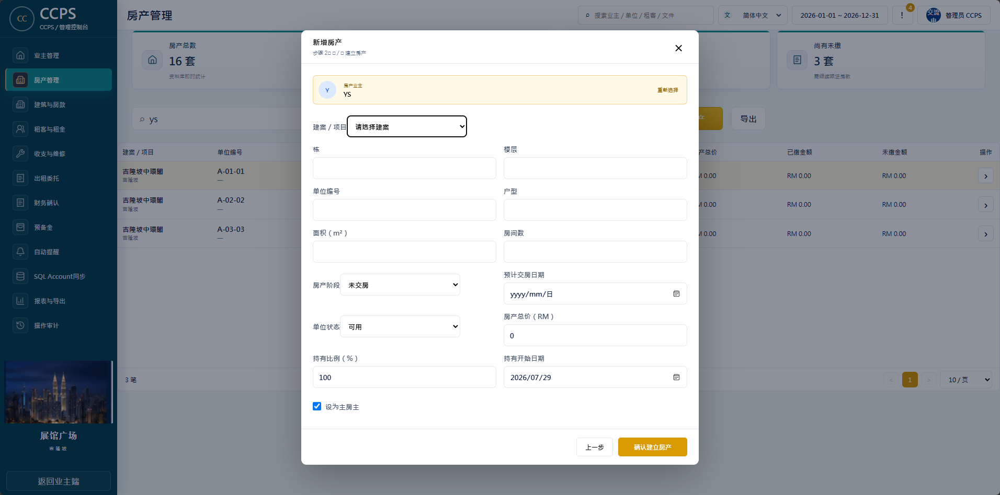 CC
CCPS
CCPS / 管理控制台
业主管理
房产管理
建筑与房款
租客与租金
收支与维修
出租委托
财务确认
预备金
自动提醒
SQL Account同步
报表与导出
操作审计
展馆广场
吉隆坡
返回业主端
房产管理
搜索业主 / 单位 / 租客 / 文件
文 简体中文
2026-01-01 ~ 2026-12-31
!
4
管理员 CCPS
房产总数
16 套
资料库即时统计
尚有未缴
3 套
需继续跟进房款
ys
导出
建案 / 项目 单位编号 产总价 已缴金额 未缴金额 操作
吉隆坡中環閣 A-01-01 0.00 RM 0.00 RM 0.00
吉隆坡 —
吉隆坡中環閣 A-02-02 0.00 RM 0.00 RM 0.00
吉隆坡 —
吉隆坡中環閣 A-03-03 0.00 RM 0.00 RM 0.00
吉隆坡 —
3 笔
< 1 > 10 / 页
新增房产
步骤 2 / 建立房产
Y
房产业主
YS
重新选择
建案 / 项目 请选择建案
栋 楼层
单位编号 户型
面积（m²） 房间数
房产阶段 未交房
预计交房日期
yyyy/mm/日
单位状态 可用
房产总价（RM）
0
持有比例（%） 持有开始日期
100 2026/07/29
设为主房主
上一步 确认建立房产